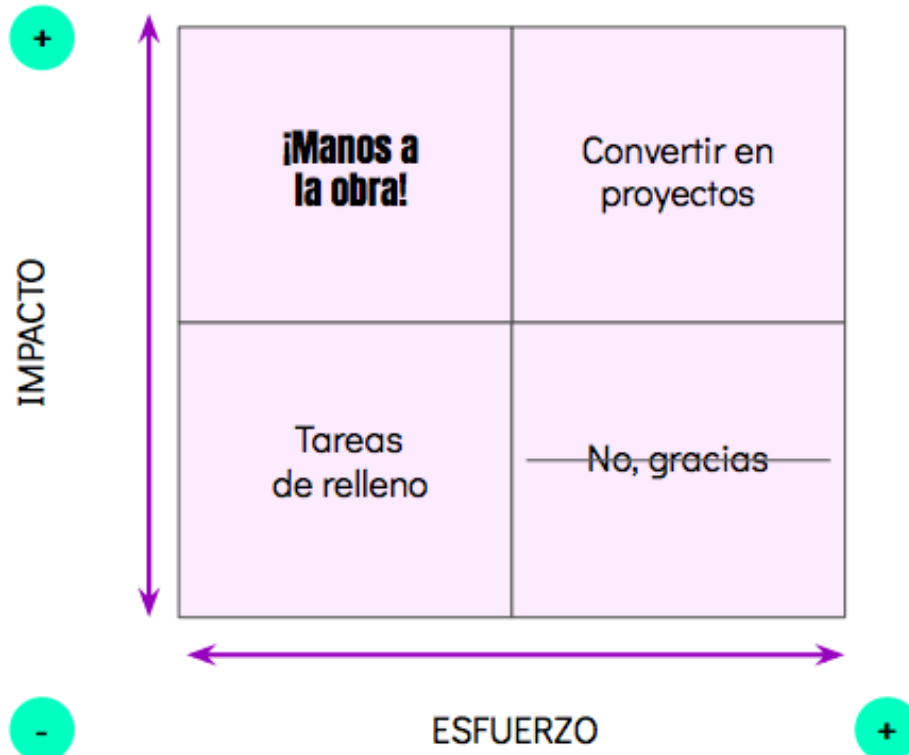 +
¡Manos a
la obra!
Convertir en
proyectos
IMPACTO
Tareas
de relleno
No, gracias
-
ESFUERZO
+